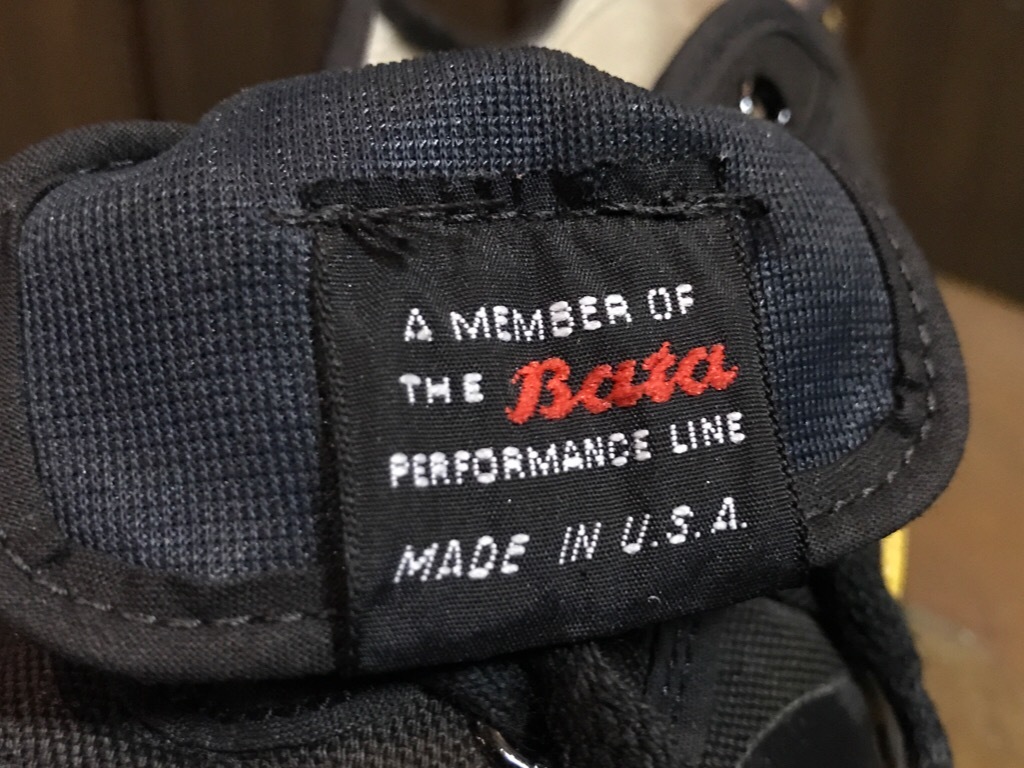 A MEMBER OF
THE Bata
PERFORMANCE LINE
MADE IN U.S.A.